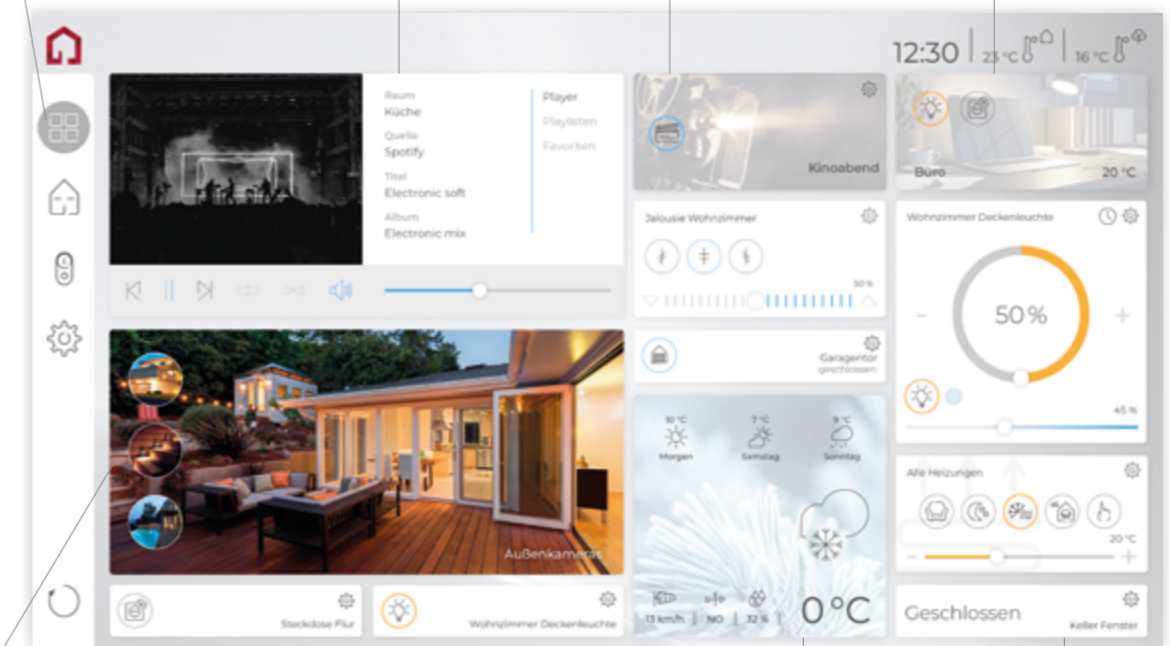 12:30
23 °C
16 °C
Raum
Küche
Quelle
Spotify
Titel
Electronic soft
Album
Electronic mix
Player
Playlisten
Favoriten
Kinoabend
Büro
20 °C
Jalousie Wohnzimmer
50 %
Wohnzimmer Deckenleuchte
50 %
-
+
45 %
Garagentor
geschlossen
10 °C
Morgen
7 °C
Samstag
9 °C
Sonntag
Alle Heizungen
20 °C
-
+
Außenkameras
Steckdose Flur
Wohnzimmer Deckenleuchte
13 km/h | NO | 32 % |
0 °C
Geschlossen
Keller Fenster